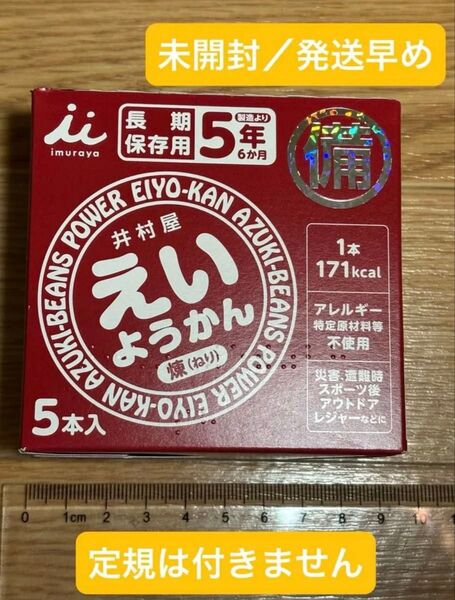 未開封／発送早め
imuraya
長期
保存用
製造より
5年
6か月
備
POWER EIYO-KAN AZUKI-BEANS POWER EIYO-KAN AZUKI-BEANS
井村屋
えい
ようかん
煉(ねり)
5本入
1本
171kcal
アレルギー
特定原材料等
不使用
災害、遭難時
スポーツ後
アウトドア
レジャーなどに
0 1cm 2 3 4 5 6 7 8 9 10
定規は付きません